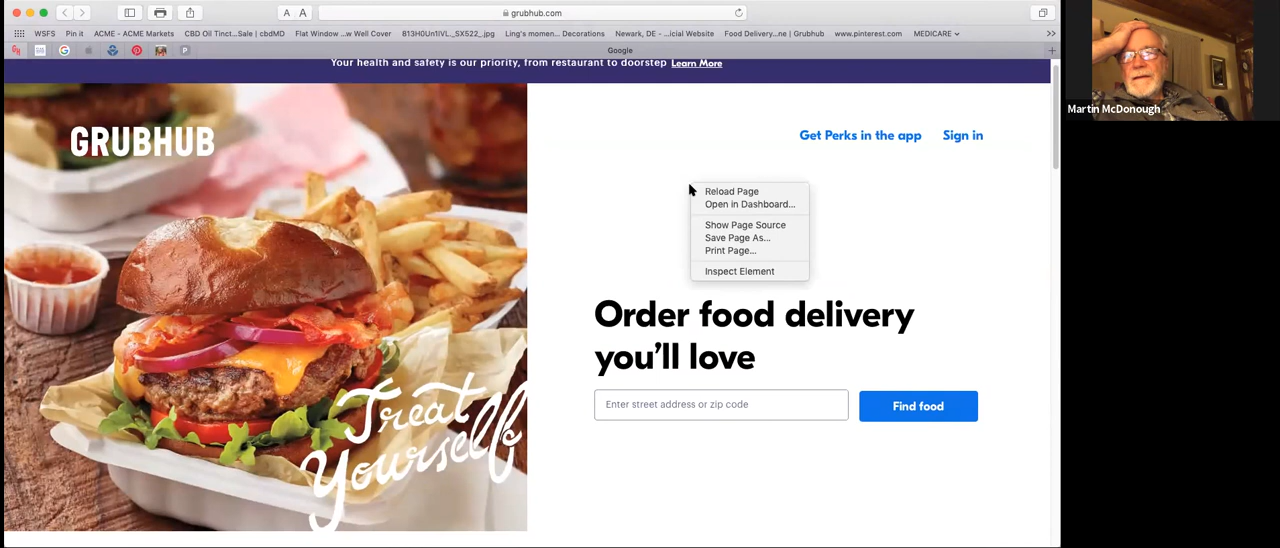 A A
grubhub.com
WSFS Pin it ACME - ACME Markets CBD Oil Tinct...Sale | cbdMD Flat Window ...w Well Cover 813H0Un1IVL._SX522_.jpg Ling's momen... Decorations Newark, DE - ...icial Website Food Delivery...ne | Grubhub www.pinterest.com MEDICARE
Google
Your health and safety is our priority, from restaurant to doorstep Learn More
GRUBHUB
Get Perks in the app Sign in
Reload Page
Open in Dashboard...
Show Page Source
Save Page As...
Print Page...
Inspect Element
Order food delivery
you'll love
Enter street address or zip code
Find food
Treat
Yourself
Martin McDonough